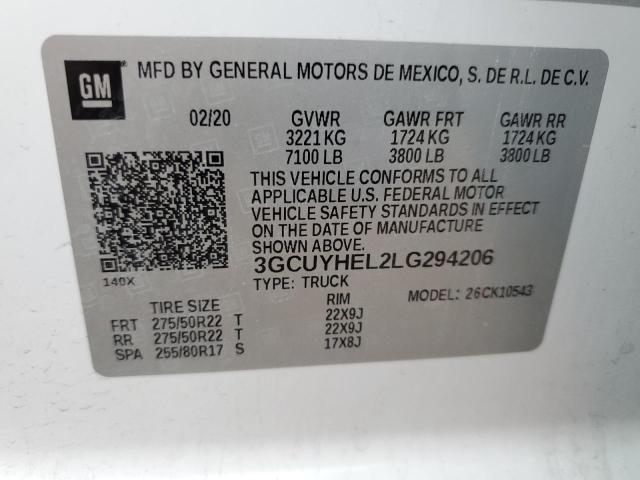 GM MFD BY GENERAL MOTORS DE MEXICO, S. DE R.L. DE C.V.
02/20 GVWR GAWR FRT GAWR RR
3221 KG 1724 KG 1724 KG
7100 LB 3800 LB 3800 LB
THIS VEHICLE CONFORMS TO ALL
APPLICABLE U.S. FEDERAL MOTOR
VEHICLE SAFETY STANDARDS IN EFFECT
ON THE DATE OF MANUFACTURE
SHOWN ABOVE.
3GCUYHEL2LG294206
140X TYPE: TRUCK MODEL: 26CK10543
TIRE SIZE RIM
FRT 275/50R22 T 22X9J
RR 275/50R22 T 22X9J
SPA 255/80R17 S 17X8J